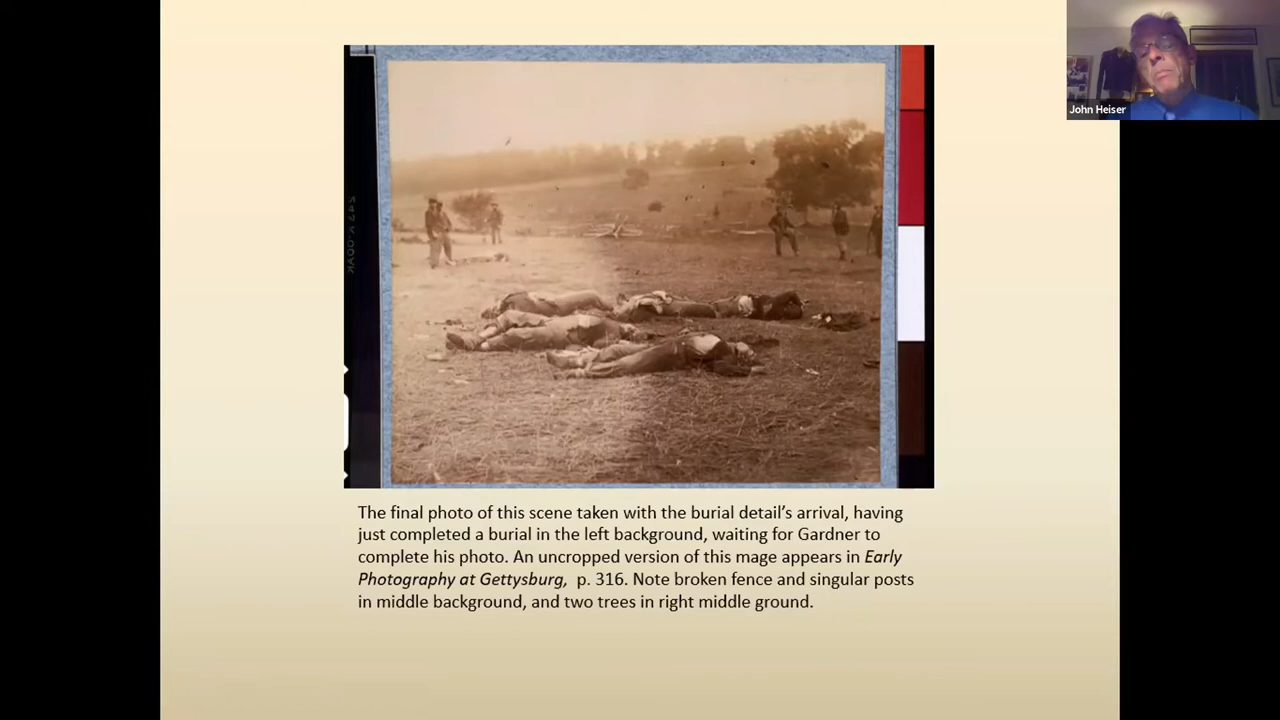 John Heiser
The final photo of this scene taken with the burial detail’s arrival, having
just completed a burial in the left background, waiting for Gardner to
complete his photo. An uncropped version of this mage appears in Early
Photography at Gettysburg, p. 316. Note broken fence and singular posts
in middle background, and two trees in right middle ground.